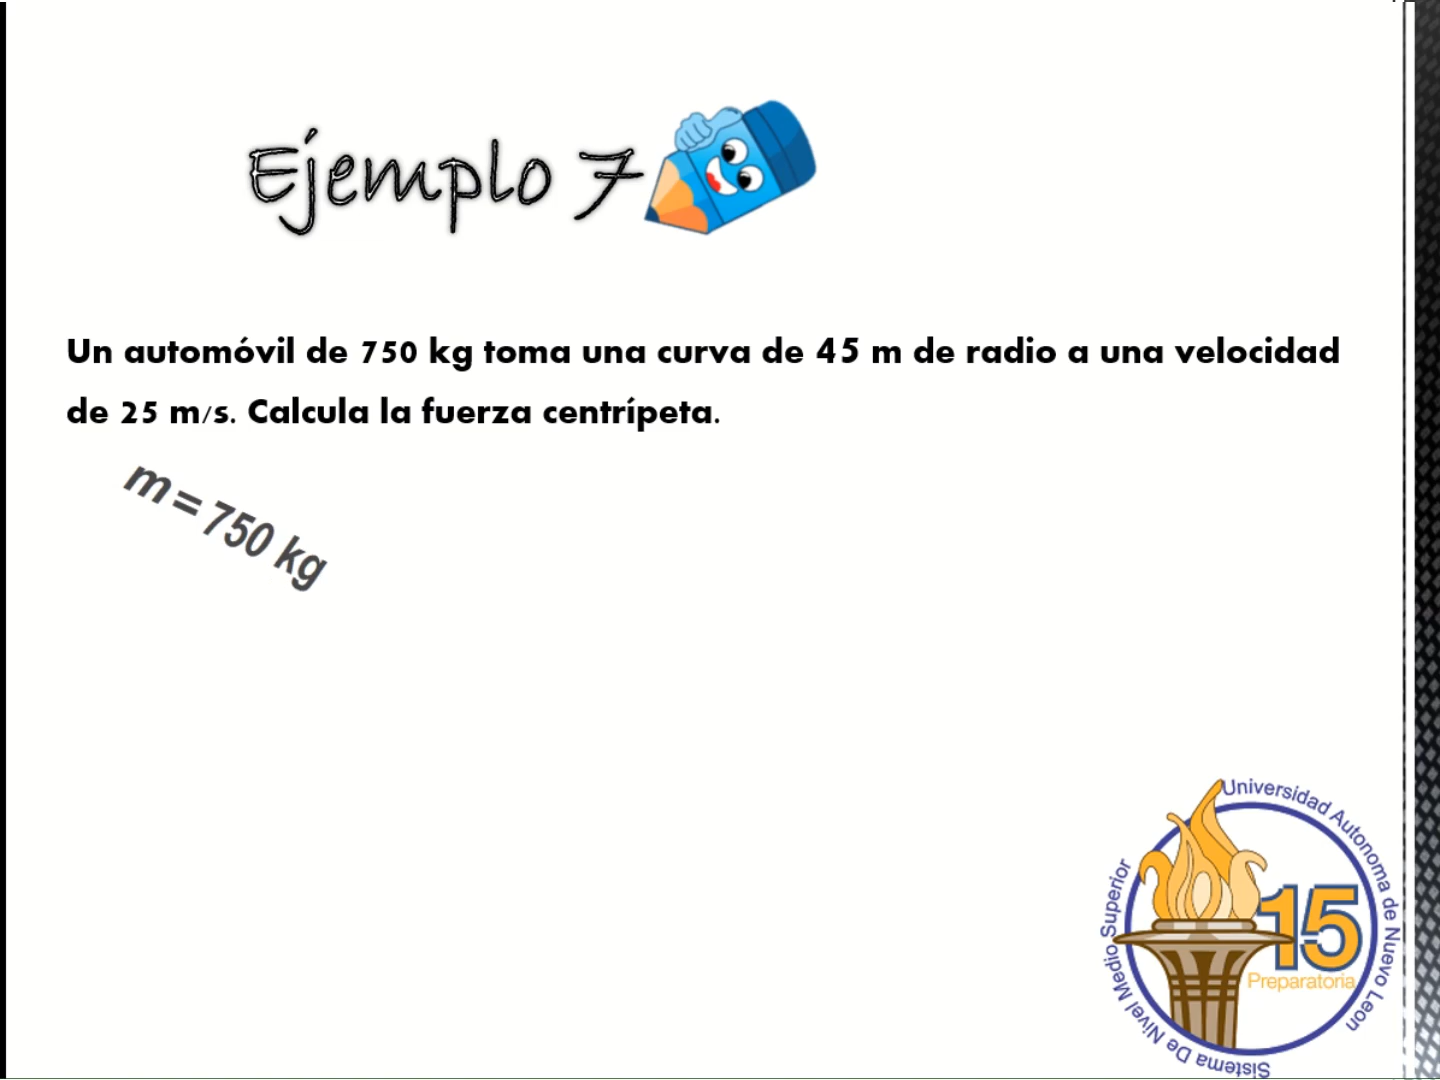 Ejemplo 7
Un automóvil de 750 kg toma una curva de 45 m de radio a una velocidad
de 25 m/s. Calcula la fuerza centrípeta.
m = 750 kg
Universidad Autonoma de Nuevo Leon
15
Preparatoria
Sistema De Nivel Medio Superior